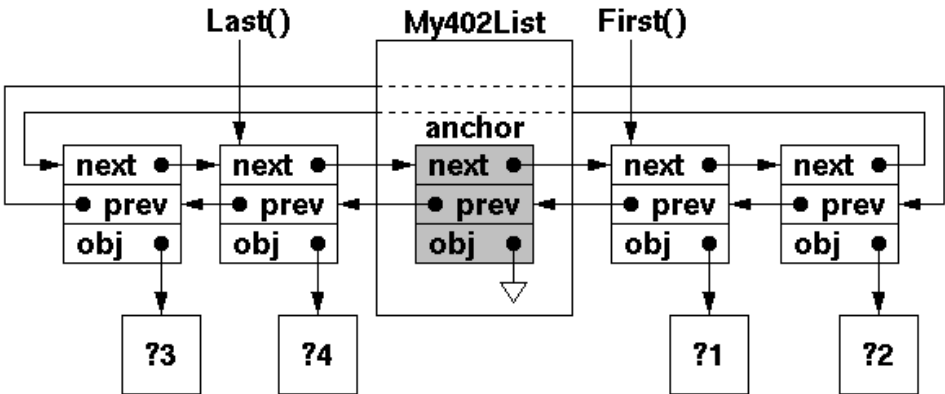 Last() My402List First()
anchor
next next next next next
prev prev prev prev prev
obj obj obj obj obj
?3 ?4 ?1 ?2